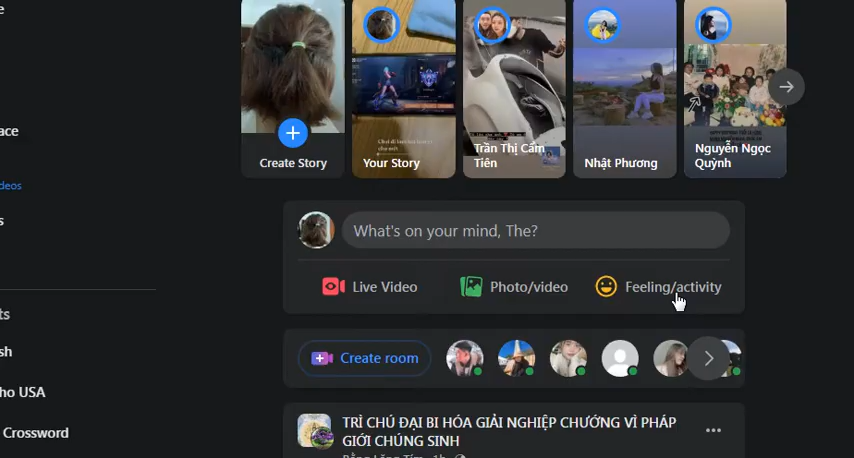 e
Create Story
Your Story
Trần Thị Cẩm
Tiên
Nhật Phương
Nguyễn Ngọc
Quỳnh
ace
deos
s
What's on your mind, The?
Live Video
Photo/video
Feeling/activity
ts
sh
Create room
ho USA
Crossword
TRÌ CHÚ ĐẠI BI HÓA GIẢI NGHIỆP CHƯỚNG VÌ PHÁP
GIỚI CHÚNG SINH